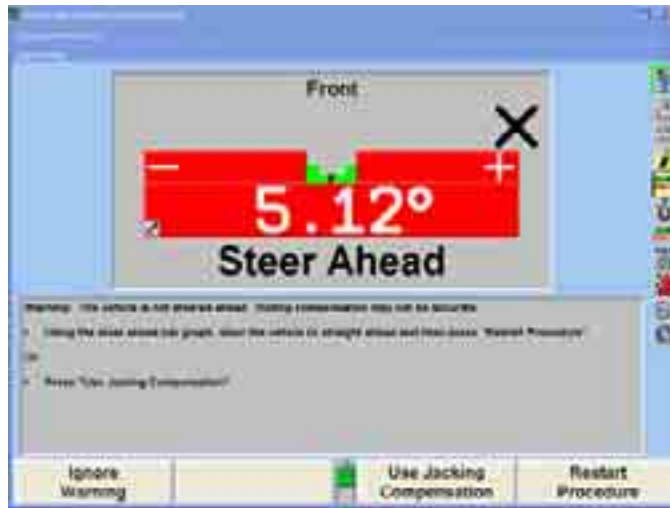 Front
− +
5.12°
Steer Ahead
Warning: The vehicle is not steered ahead. Rolling compensation may not be accurate.
• Using the steer ahead bar graph, steer the vehicle to straight ahead and then press "Restart Procedure"
or
• Press "Use Jacking Compensation"
Ignore Warning
Use Jacking Compensation
Restart Procedure